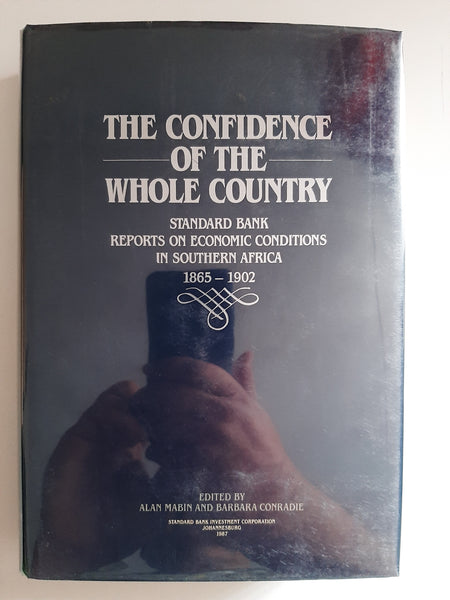 THE CONFIDENCE
OF THE
WHOLE COUNTRY
STANDARD BANK
REPORTS ON ECONOMIC CONDITIONS
IN SOUTHERN AFRICA
1865 – 1902
EDITED BY
ALAN MABIN AND BARBARA CONRADIE
STANDARD BANK INVESTMENT CORPORATION
JOHANNESBURG
1987